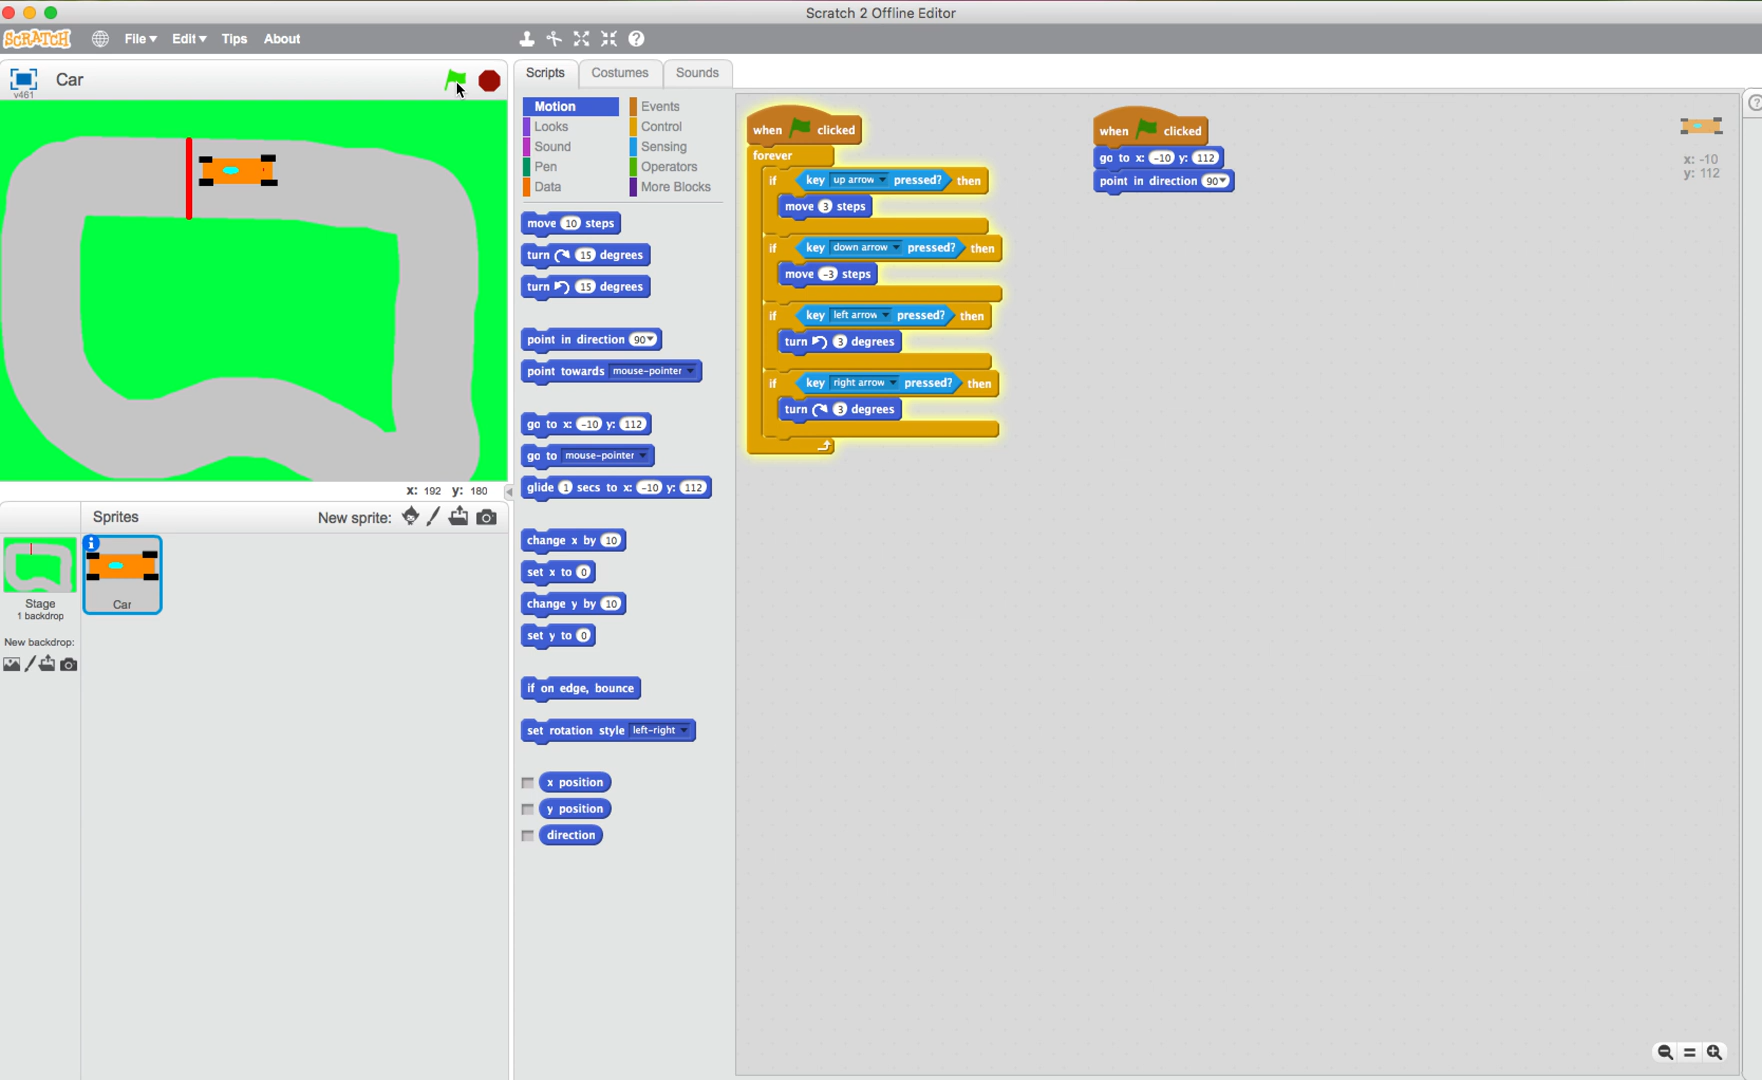 Scratch 2 Offline Editor
SCRATCH File Edit Tips About
v461
Car
x: 192 y: 180
Sprites New sprite:
Stage
1 backdrop
New backdrop:
Car
Scripts Costumes Sounds
Motion Events
Looks Control
Sound Sensing
Pen Operators
Data More Blocks
move 10 steps
turn 15 degrees
turn 15 degrees
point in direction 90
point towards mouse-pointer
go to x: -10 y: 112
go to mouse-pointer
glide 1 secs to x: -10 y: 112
change x by 10
set x to 0
change y by 10
set y to 0
if on edge, bounce
set rotation style left-right
x position
y position
direction
when clicked
forever
if key up arrow pressed? then
move 3 steps
if key down arrow pressed? then
move -3 steps
if key left arrow pressed? then
turn 3 degrees
if key right arrow pressed? then
turn 3 degrees
when clicked
go to x: -10 y: 112
point in direction 90
x: -10
y: 112